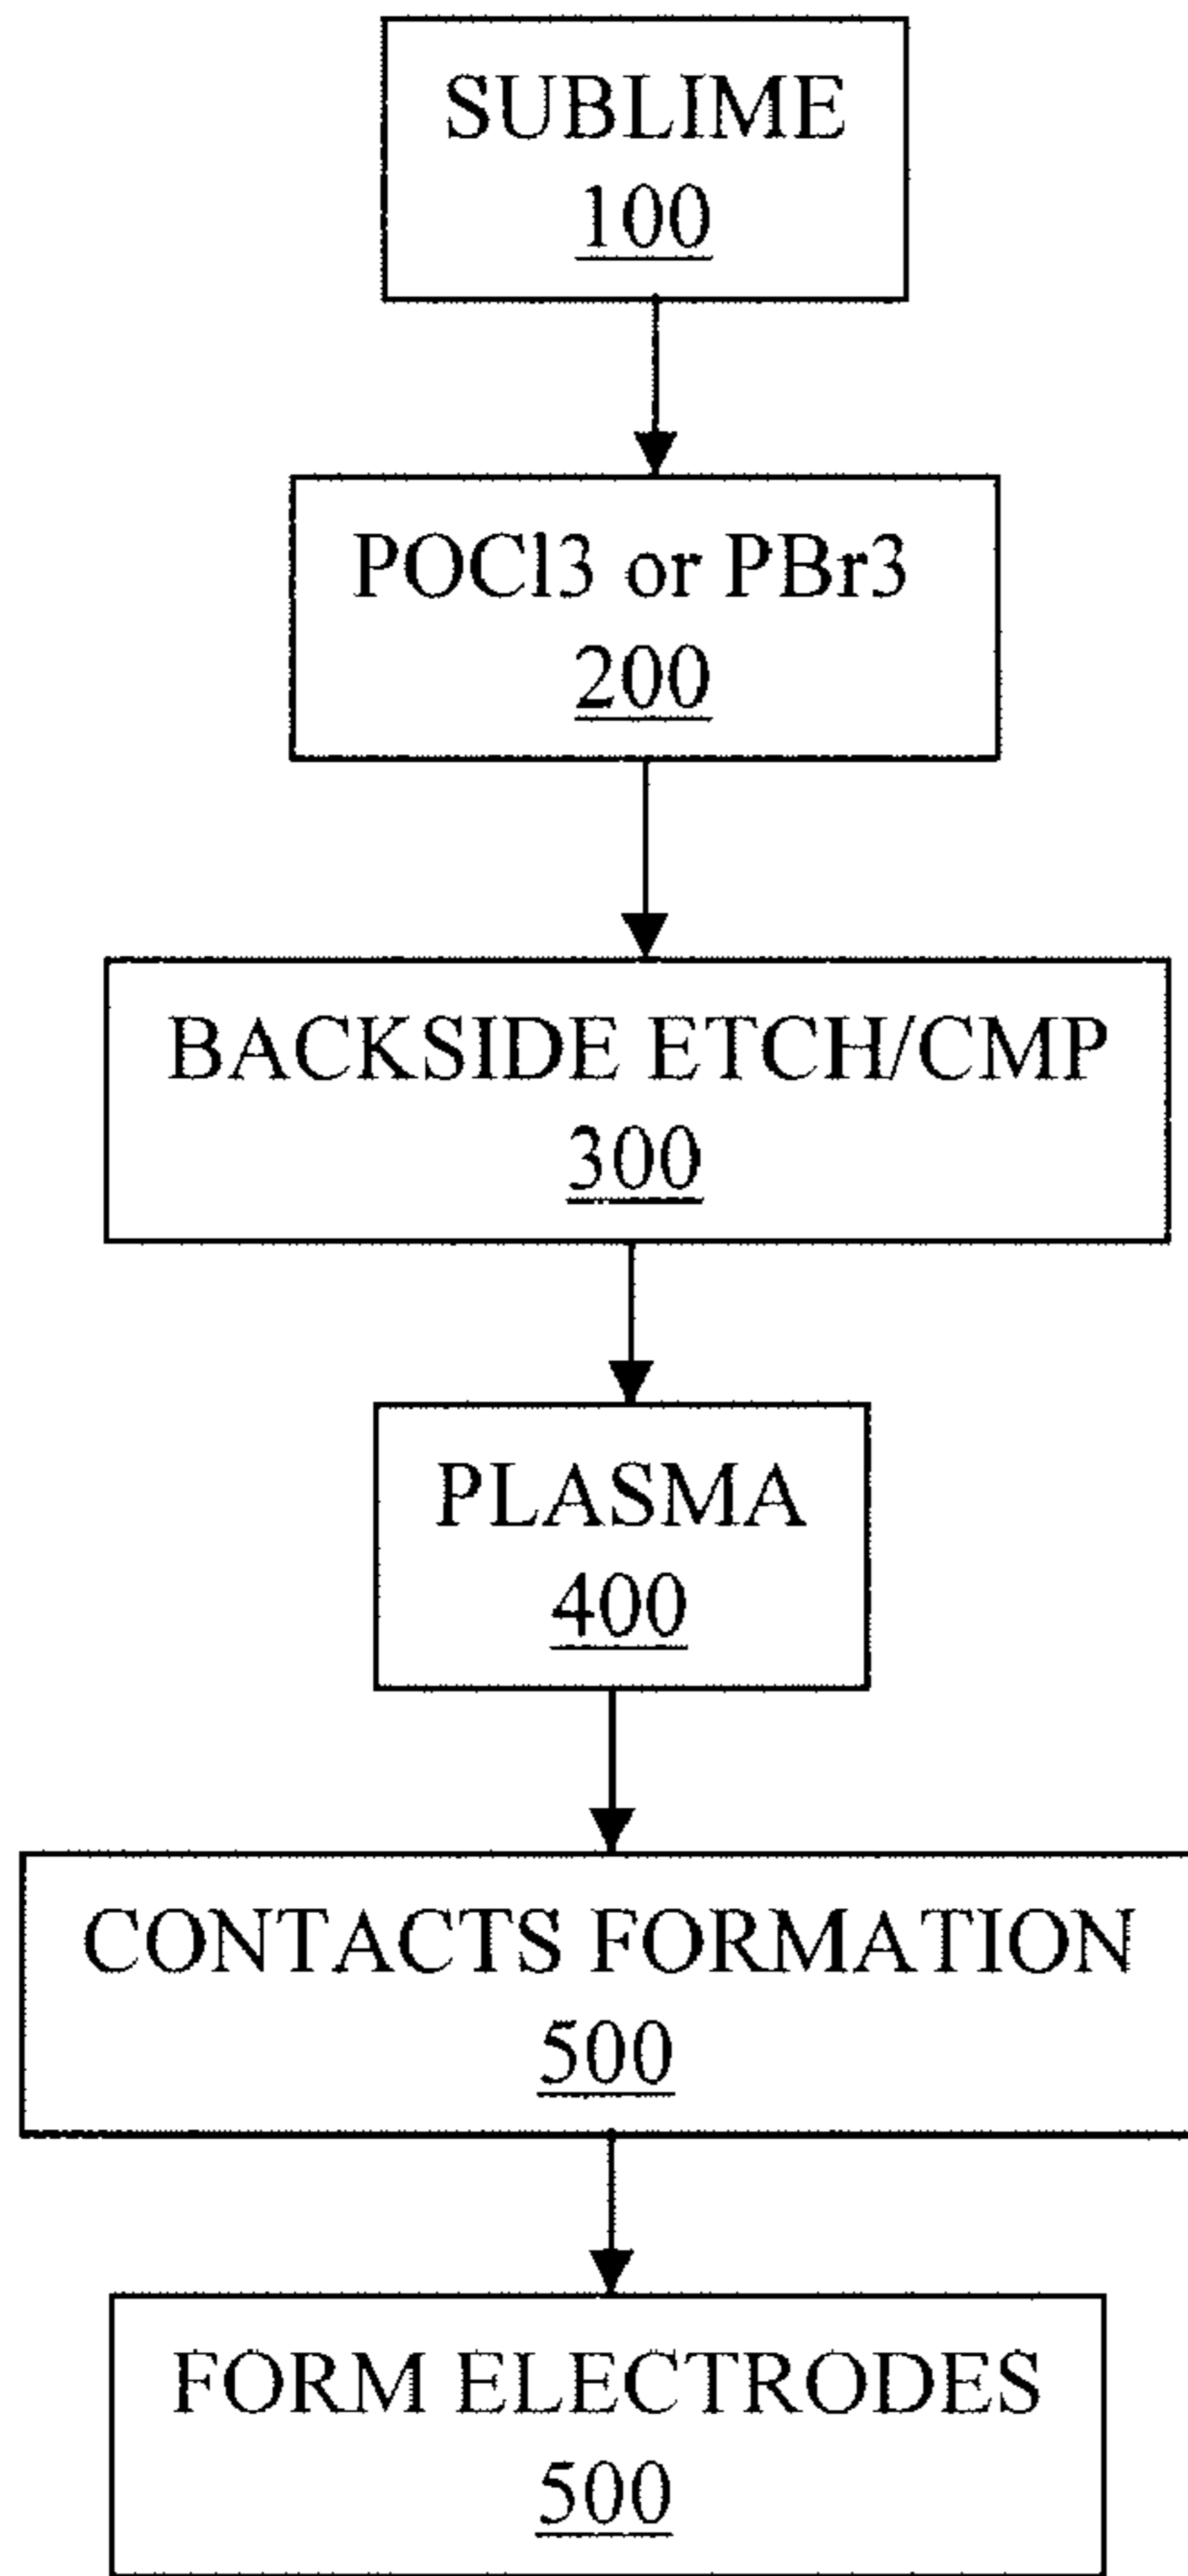 SUBLIME
100
POCl3 or PBr3
200
BACKSIDE ETCH/CMP
300
PLASMA
400
CONTACTS FORMATION
500
FORM ELECTRODES
500